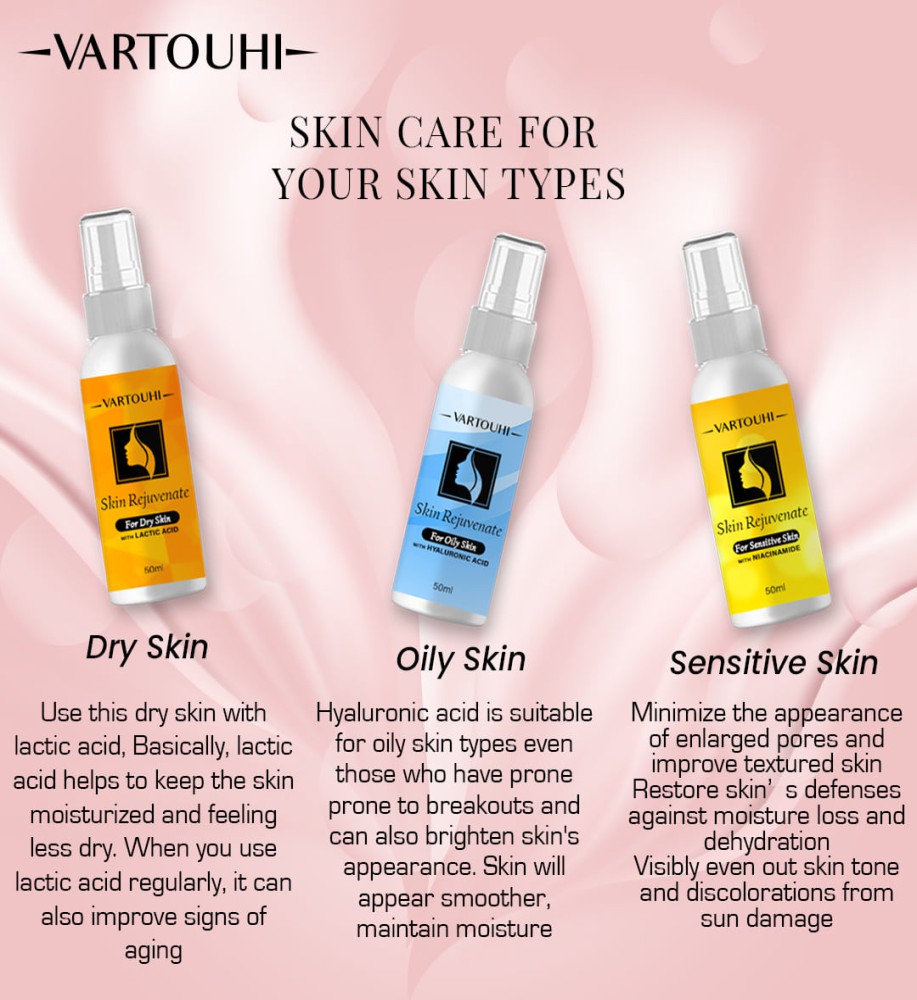 VARTOUHI
SKIN CARE FOR
YOUR SKIN TYPES
VARTOUHI
Skin Rejuvenate
For Dry Skin
WITH LACTIC ACID
50ml
VARTOUHI
Skin Rejuvenate
For Oily Skin
WITH HYALURONIC ACID
50ml
VARTOUHI
Skin Rejuvenate
For Sensitive Skin
WITH NIACINAMIDE
50ml
Dry Skin
Use this dry skin with
lactic acid, Basically, lactic
acid helps to keep the skin
moisturized and feeling
less dry. When you use
lactic acid regularly, it can
also improve signs of
aging
Oily Skin
Hyaluronic acid is suitable
for oily skin types even
those who have prone
prone to breakouts and
can also brighten skin's
appearance. Skin will
appear smoother,
maintain moisture
Sensitive Skin
Minimize the appearance
of enlarged pores and
improve textured skin
Restore skin’ s defenses
against moisture loss and
dehydration
Visibly even out skin tone
and discolorations from
sun damage